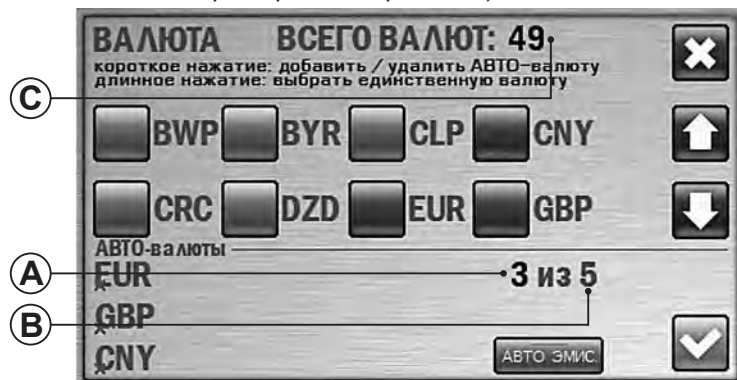 ВАЛЮТА ВСЕГО ВАЛЮТ: 49
короткое нажатие: добавить / удалить АВТО-валюту
длинное нажатие: выбрать единственную валюту
C
BWP BYR CLP CNY
CRC DZD EUR GBP
АВТО-валюты
A
EUR 3 из 5
B
GBP
CNY АВТО ЭМИС.